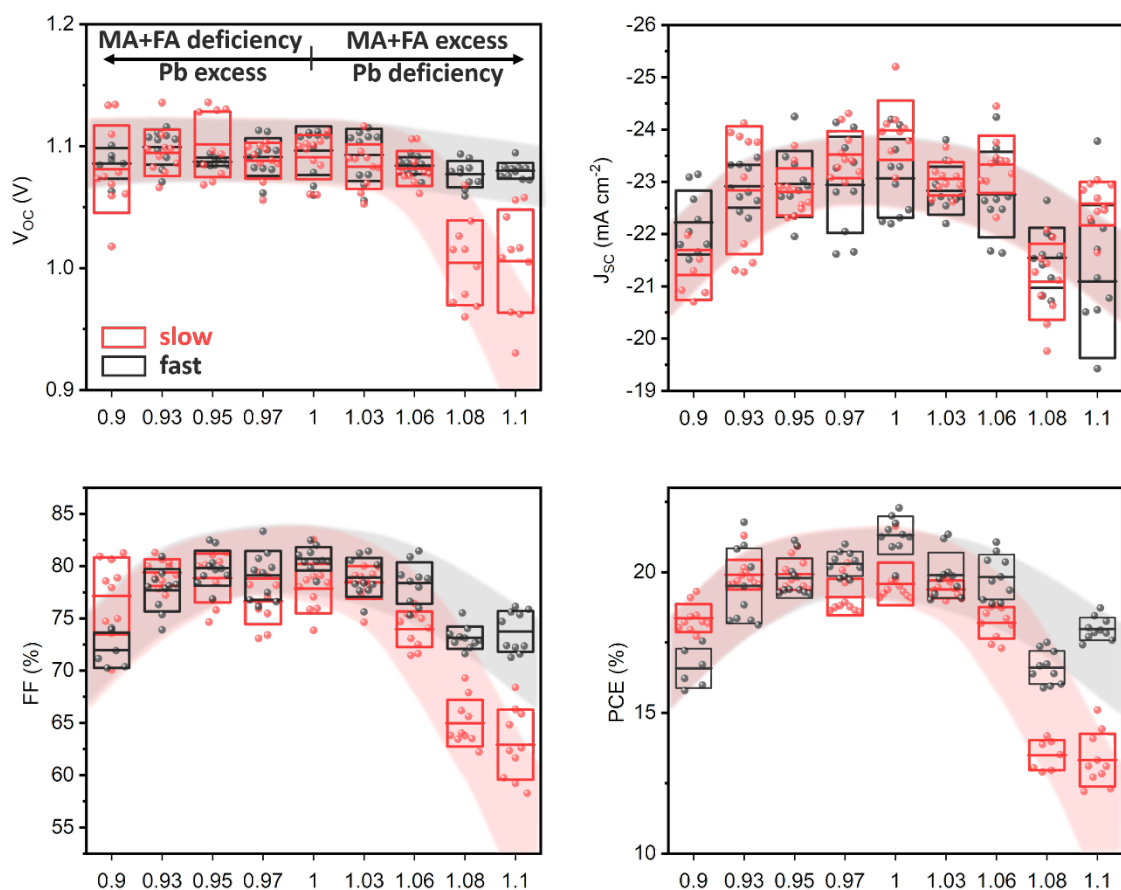 1.2
1.1
1.0
0.9
V_OC (V)
MA+FA deficiency
MA+FA excess
Pb excess
Pb deficiency
slow
fast
0.9 0.93 0.95 0.97 1 1.03 1.06 1.08 1.1
-26
-25
-24
-23
-22
-21
-20
-19
J_SC (mA cm⁻²)
0.9 0.93 0.95 0.97 1 1.03 1.06 1.08 1.1
85
80
75
70
65
60
55
FF (%)
0.9 0.93 0.95 0.97 1 1.03 1.06 1.08 1.1
20
15
10
PCE (%)
0.9 0.93 0.95 0.97 1 1.03 1.06 1.08 1.1